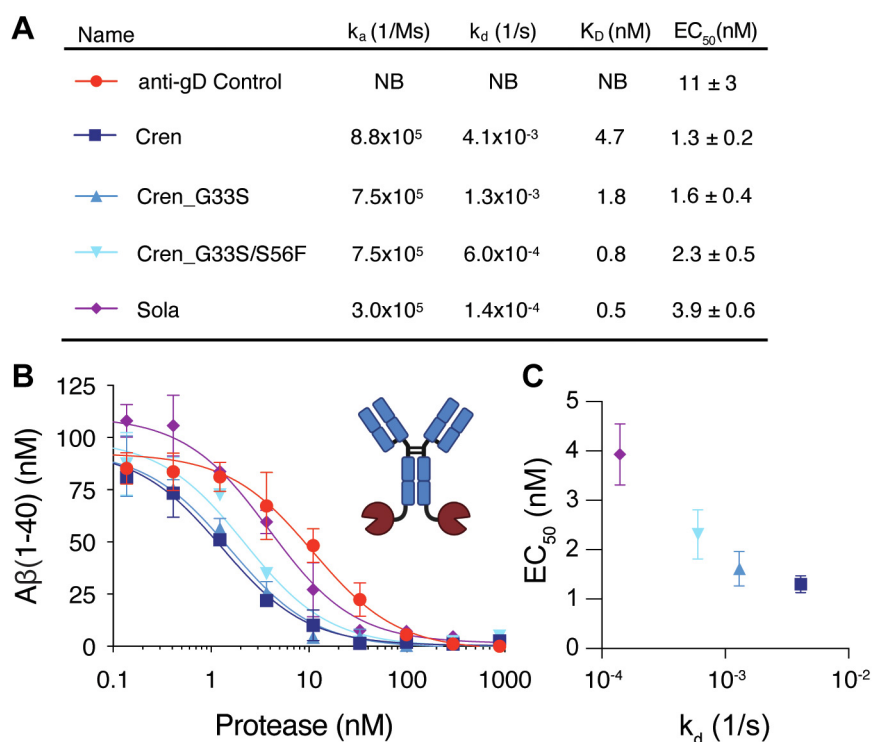 A
Name kₐ (1/Ms) k_d (1/s) K_D (nM) EC₅₀(nM)
anti-gD Control NB NB NB 11 ± 3
Cren 8.8x10⁵ 4.1x10⁻³ 4.7 1.3 ± 0.2
Cren_G33S 7.5x10⁵ 1.3x10⁻³ 1.8 1.6 ± 0.4
Cren_G33S/S56F 7.5x10⁵ 6.0x10⁻⁴ 0.8 2.3 ± 0.5
Sola 3.0x10⁵ 1.4x10⁻⁴ 0.5 3.9 ± 0.6
B
Aβ(1-40) (nM)
125
100
75
50
25
0
0.1 1 10 100 1000
Protease (nM)
C
EC₅₀ (nM)
5
4
3
2
1
0
10⁻⁴ 10⁻³ 10⁻²
k_d (1/s)